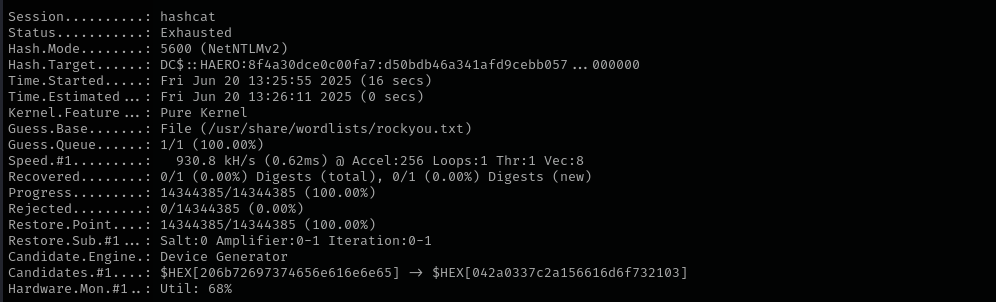 Session..........: hashcat
Status...........: Exhausted
Hash.Mode........: 5600 (NetNTLMv2)
Hash.Target......: DC$::HAERO:8f4a30dce0c00fa7:d50bdb46a341afd9cebb057...000000
Time.Started.....: Fri Jun 20 13:25:55 2025 (16 secs)
Time.Estimated...: Fri Jun 20 13:26:11 2025 (0 secs)
Kernel.Feature...: Pure Kernel
Guess.Base.......: File (/usr/share/wordlists/rockyou.txt)
Guess.Queue......: 1/1 (100.00%)
Speed.#1.........:   930.8 kH/s (0.62ms) @ Accel:256 Loops:1 Thr:1 Vec:8
Recovered........: 0/1 (0.00%) Digests (total), 0/1 (0.00%) Digests (new)
Progress.........: 14344385/14344385 (100.00%)
Rejected.........: 0/14344385 (0.00%)
Restore.Point....: 14344385/14344385 (100.00%)
Restore.Sub.#1...: Salt:0 Amplifier:0-1 Iteration:0-1
Candidate.Engine.: Device Generator
Candidates.#1....: $HEX[206b72697374656e616e6e65] -> $HEX[042a0337c2a156616d6f732103]
Hardware.Mon.#1..: Util: 68%